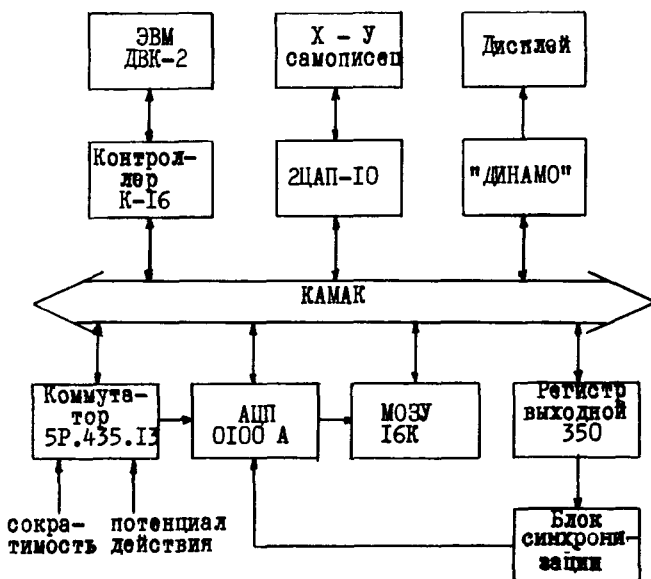 ЭВМ
ДВК-2
Х - У
самописец
Дисплей
Контрол-
лер
К-16
2ЦАП-10
"ДИНАМО"
КАМАК
Коммута-
тор
5Р.435.13
АЦП
0100 А
МОЗУ
16К
Регистр
выходной
350
сокра-
тимость
потенциал
действия
Блок
синхрони-
зации